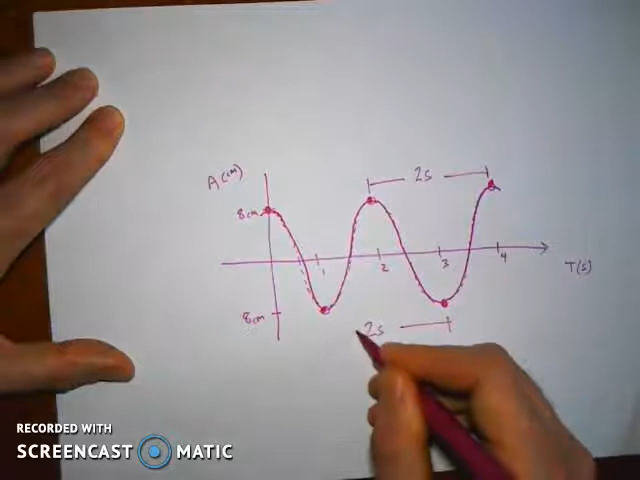 A(cm)
2s
8cm
1
2
3
4
T(s)
8cm
2s
RECORDED WITH
SCREENCAST MATIC